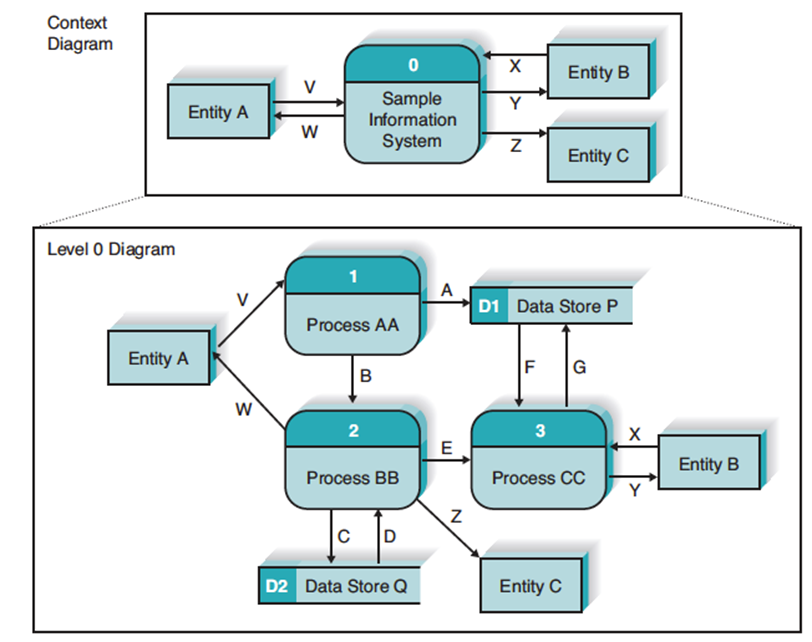 Context
Diagram
0
Sample
Information
System
Entity A
V
W
X
Y
Z
Entity B
Entity C
Level 0 Diagram
1
Process AA
A
D1 Data Store P
V
Entity A
B
F
G
W
2
Process BB
E
3
Process CC
X
Y
Entity B
C
D
Z
D2 Data Store Q
Entity C